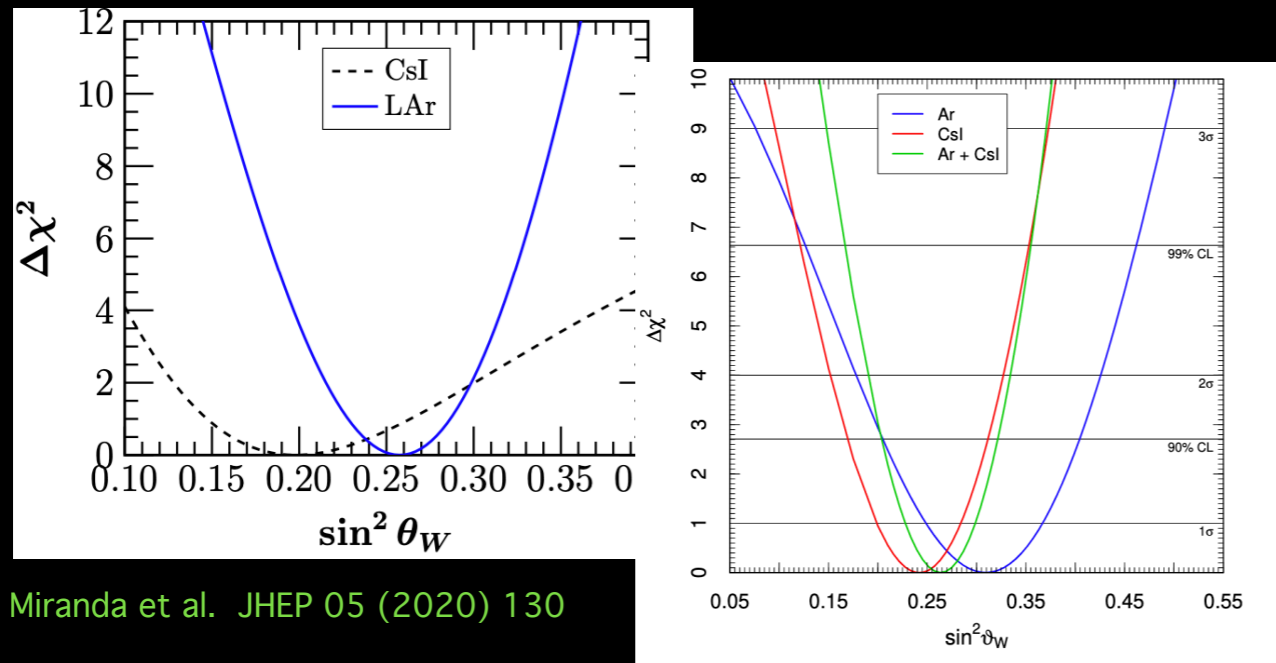 12
10
8
6
4
2
0
Δχ²
CsI
LAr
0.10 0.15 0.20 0.25 0.30 0.35 0
sin² θ_W
Miranda et al. JHEP 05 (2020) 130
10
9
8
7
6
5
4
3
2
1
0
Δχ²
Ar
CsI
Ar + CsI
3σ
99% CL
2σ
90% CL
1σ
0.05 0.15 0.25 0.35 0.45 0.55
sin²ϑ_W